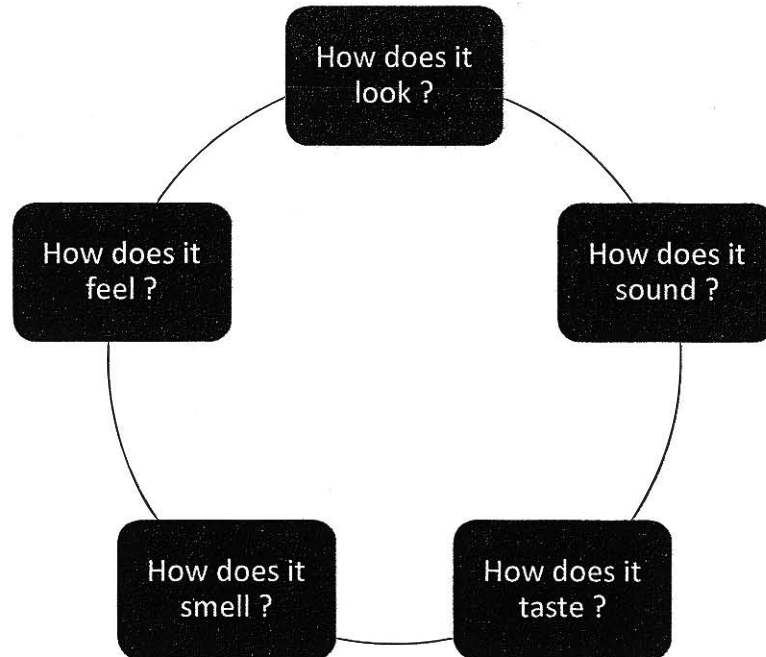 How does it
look ?
How does it
sound ?
How does it
taste ?
How does it
smell ?
How does it
feel ?